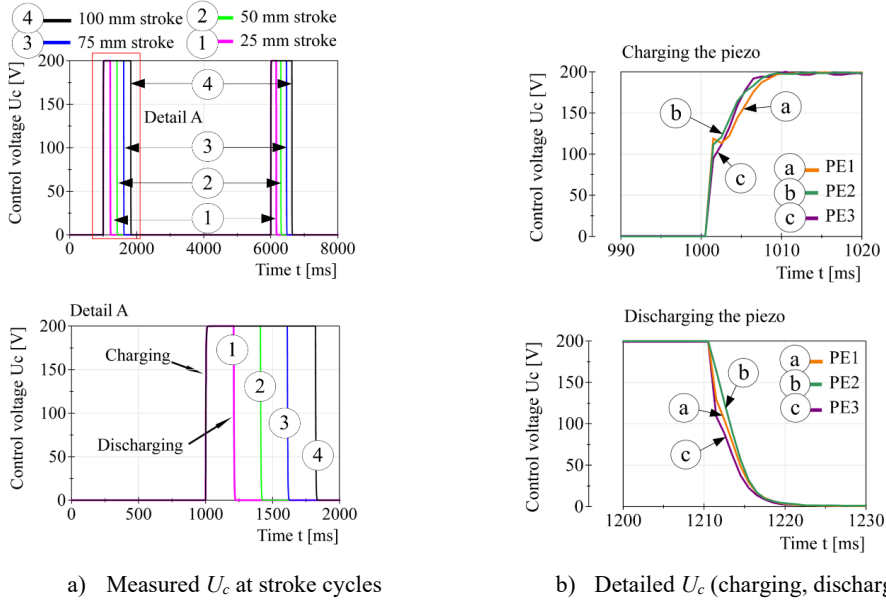 4 100 mm stroke 2 50 mm stroke
3 75 mm stroke 1 25 mm stroke
Control voltage Uc [V]
200
150
100
50
0
4
Detail A
3
2
1
0 2000 4000 6000 8000
Time t [ms]
Charging the piezo
Control voltage Uc [V]
200
150
100
50
0
b
a
c
a PE1
b PE2
c PE3
990 1000 1010 1020
Time t [ms]
Detail A
Control voltage Uc [V]
200
150
100
50
0
Charging
Discharging
1
2
3
4
0 500 1000 1500 2000
Time t [ms]
Discharging the piezo
Control voltage Uc [V]
200
150
100
50
0
b
a
c
a PE1
b PE2
c PE3
1200 1210 1220 1230
Time t [ms]
a) Measured Uc at stroke cycles
b) Detailed Uc (charging, discharg